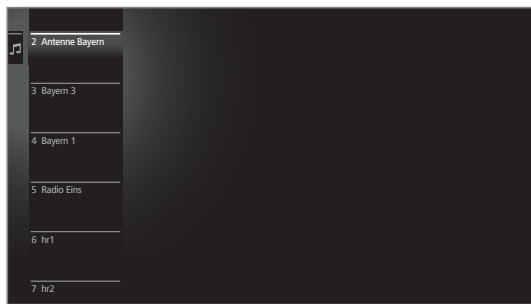 2 Antenne Bayern
3 Bayern 3
4 Bayern 1
5 Radio Eins
6 hr1
7 hr2